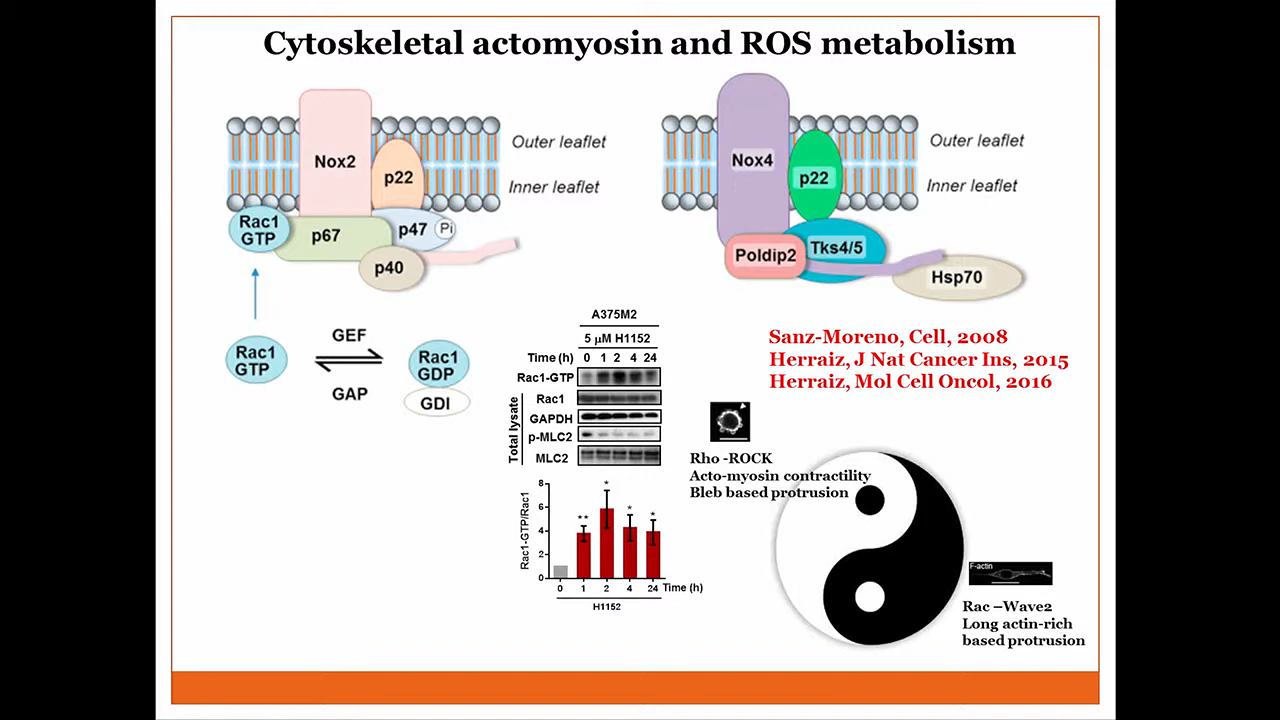 Cytoskeletal actomyosin and ROS metabolism
Nox2
p22
Outer leaflet
Inner leaflet
Rac1
GTP
p67
p47
Pi
p40
Rac1
GTP
GEF
GAP
Rac1
GDP
GDI
Nox4
p22
Outer leaflet
Inner leaflet
Poldip2
Tks4/5
Hsp70
A375M2
5 µM H1152
Time (h) 0 1 2 4 24
Rac1-GTP
Total lysate
Rac1
GAPDH
p-MLC2
MLC2
Rac1-GTP/Rac1
8
6
4
2
0
** * * *
0 1 2 4 24 Time (h)
H1152
Sanz-Moreno, Cell, 2008
Herraiz, J Nat Cancer Ins, 2015
Herraiz, Mol Cell Oncol, 2016
Rho -ROCK
Acto-myosin contractility
Bleb based protrusion
F-actin
Rac –Wave2
Long actin-rich
based protrusion